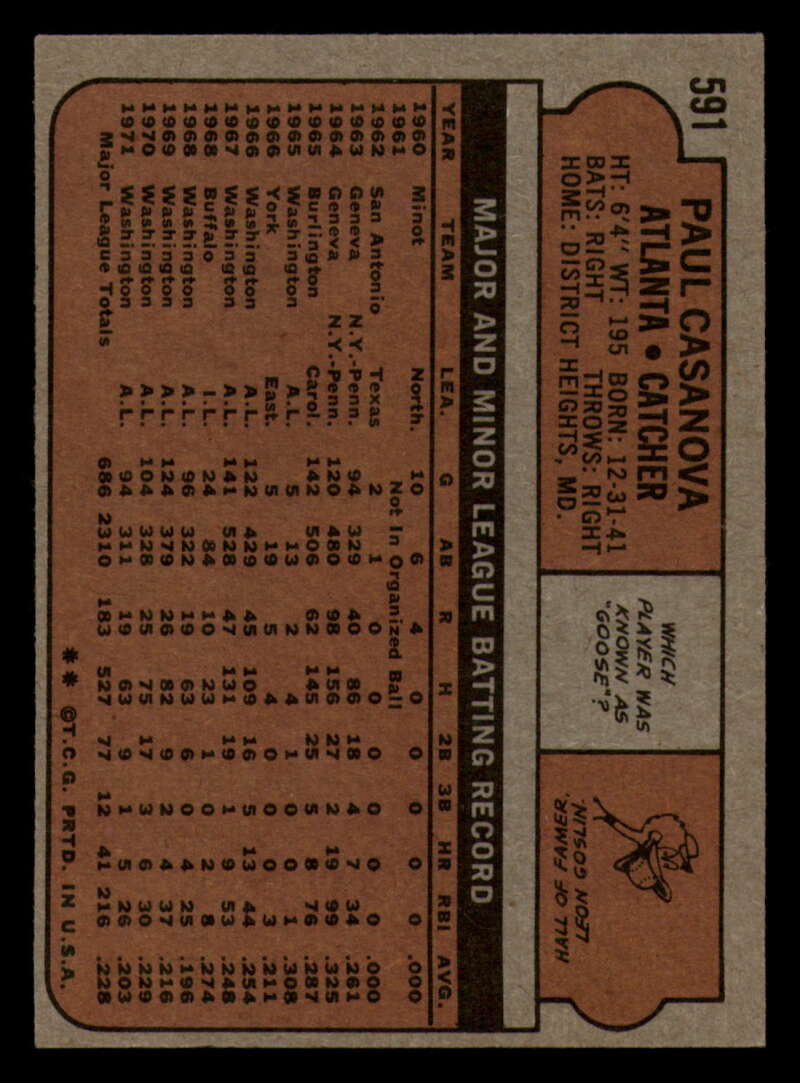 591
PAUL CASANOVA
ATLANTA • CATCHER
HT: 6'4" WT: 195 BORN: 12-31-41
BATS: RIGHT THROWS: RIGHT
HOME: DISTRICT HEIGHTS, MD.
WHICH
PLAYER WAS
KNOWN AS
"GOOSE"?
LEON GOSLIN,
HALL OF FAMER.
MAJOR AND MINOR LEAGUE BATTING RECORD
YEAR TEAM LEA. G AB R H 2B 3B HR RBI AVG.
1960 Minot North. 10 6 4 0 0 0 0 0 .000
1961 Not In Organized Ball
1962 San Antonio Texas 2 1 0 0 0 0 0 0 .000
1963 Geneva N.Y.-Penn. 94 329 40 86 18 4 7 34 .261
1964 Geneva N.Y.-Penn. 120 480 98 156 27 2 19 99 .325
1965 Burlington Carol. 142 506 62 145 25 5 8 76 .287
1965 Washington A.L. 5 13 2 4 1 0 0 1 .308
1966 York East. 5 19 5 4 0 0 0 3 .211
1966 Washington A.L. 122 429 45 109 16 5 13 44 .254
1967 Washington A.L. 141 528 47 131 19 1 9 53 .248
1968 Buffalo I.L. 24 84 10 23 1 0 2 8 .274
1968 Washington A.L. 96 322 19 63 6 0 4 25 .196
1969 Washington A.L. 124 379 26 82 9 2 4 37 .216
1970 Washington A.L. 104 328 25 75 17 3 6 30 .229
1971 Washington A.L. 94 311 19 63 9 1 5 26 .203
Major League Totals 686 2310 183 527 77 12 41 216 .228
** ©T.C.G. PRTD. IN U.S.A.